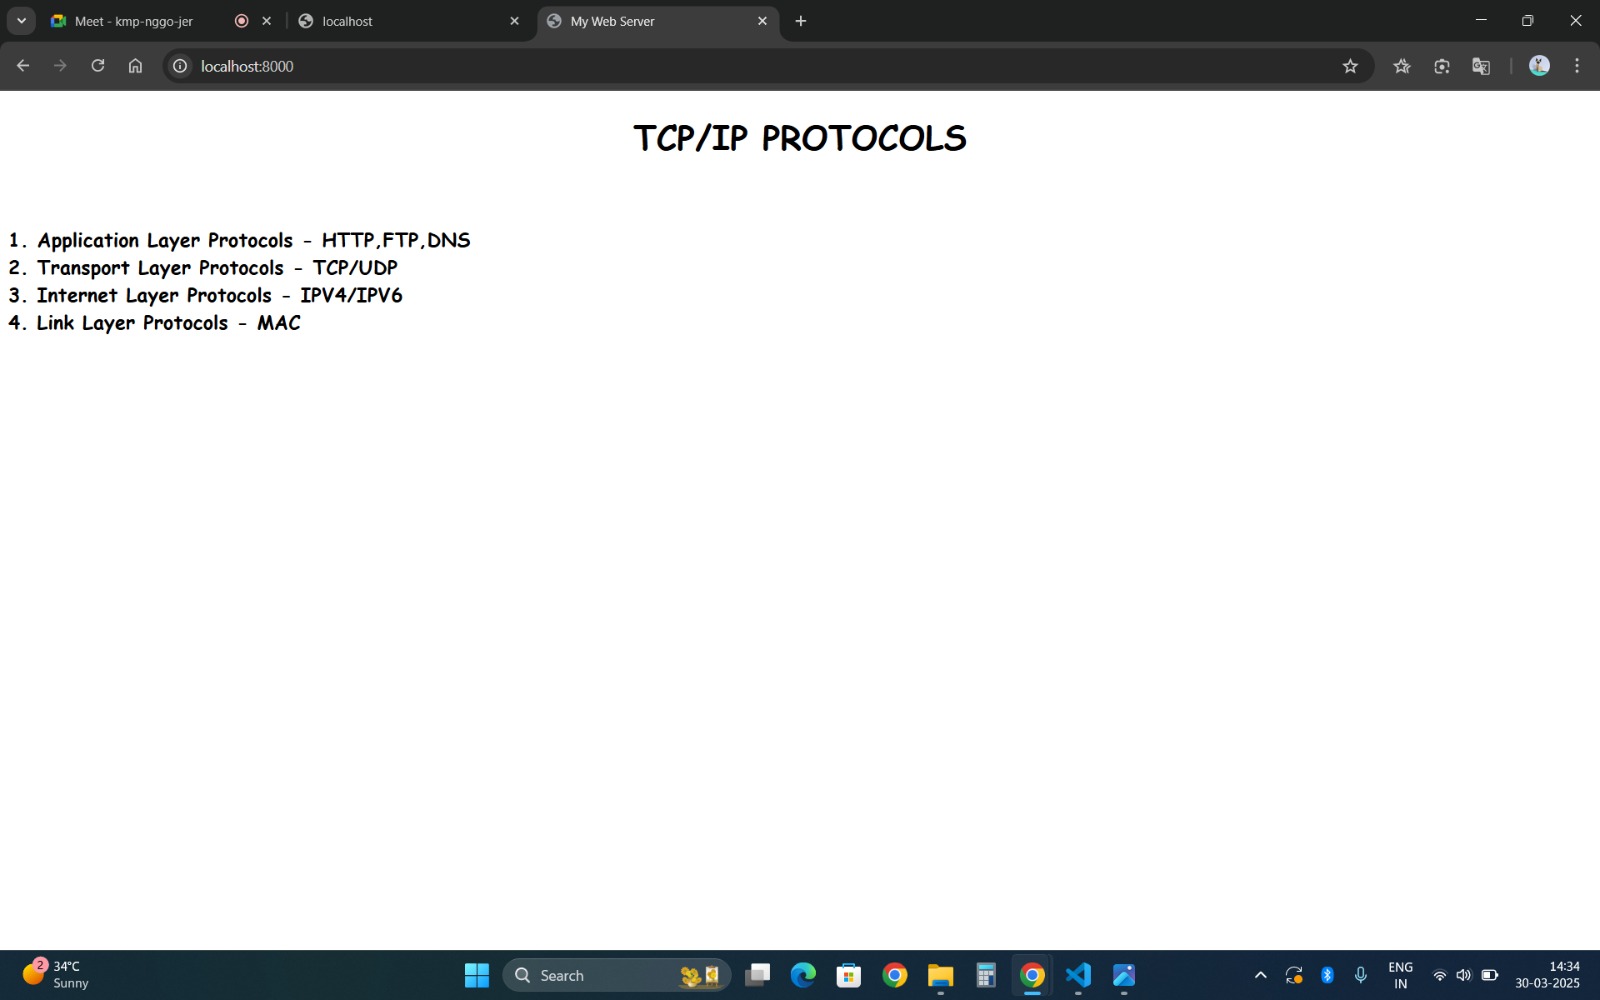 Meet - kmp-nggo-jer
localhost
My Web Server
localhost:8000
TCP/IP PROTOCOLS
1. Application Layer Protocols - HTTP,FTP,DNS
2. Transport Layer Protocols - TCP/UDP
3. Internet Layer Protocols - IPV4/IPV6
4. Link Layer Protocols - MAC
2
34°C
Sunny
Search
ENG
IN
14:34
30-03-2025